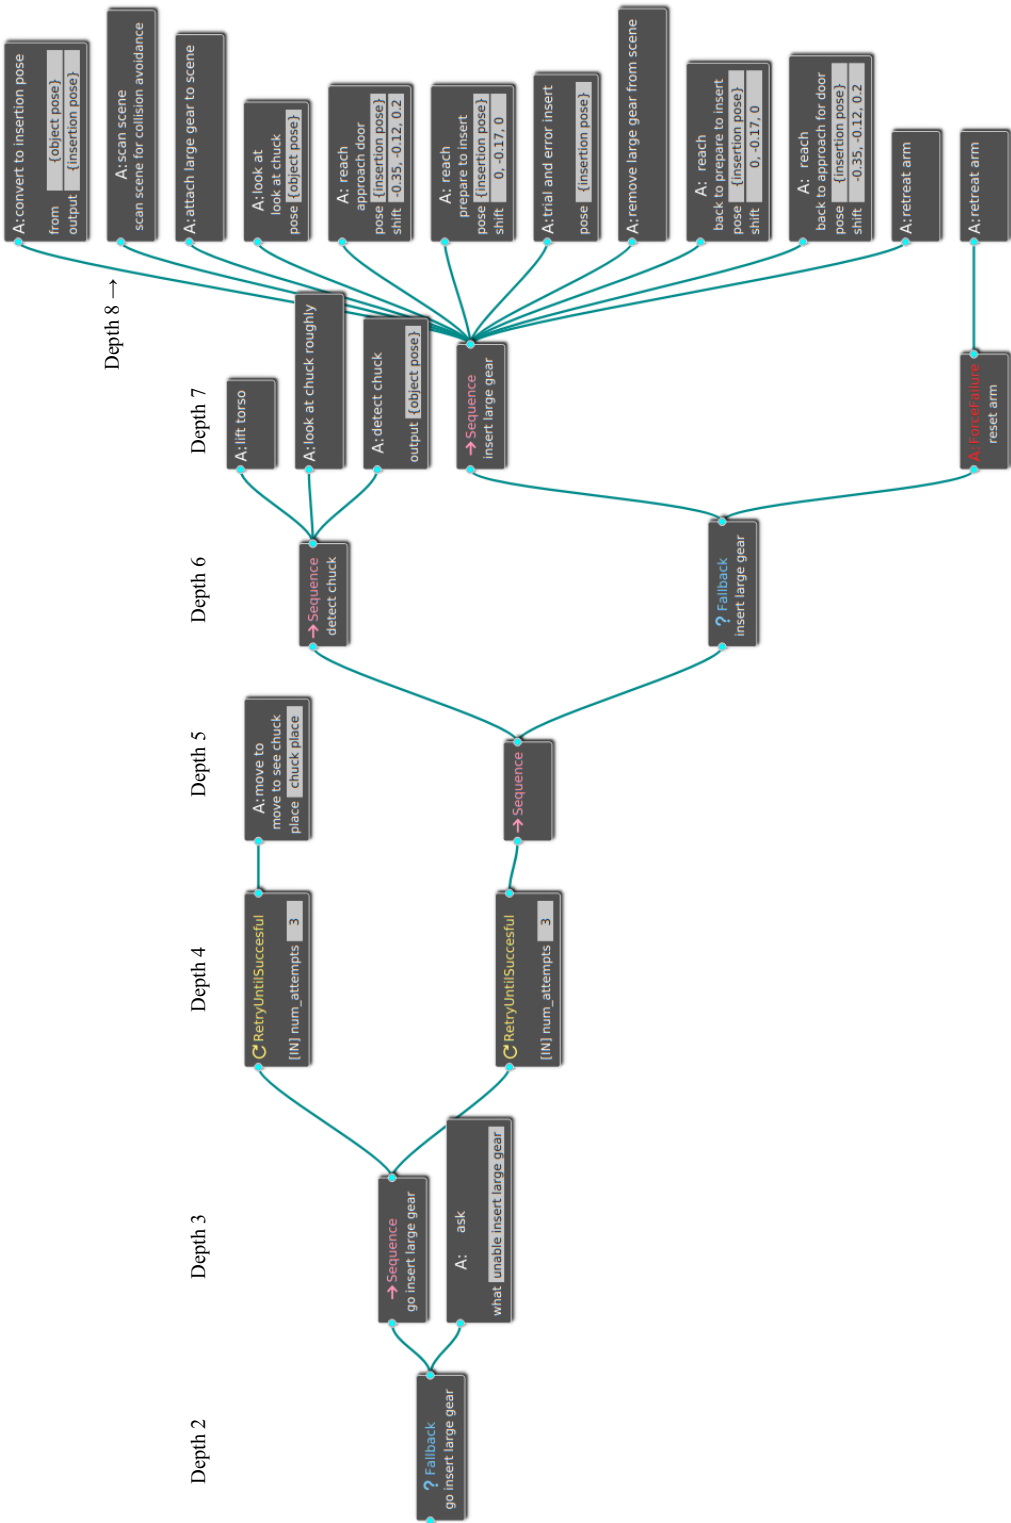 Depth 2
? Fallback
go insert large gear
Depth 3
→ Sequence
go insert large gear
A: ask
what unable insert large gear
Depth 4
RetryUntilSuccesful
[IN] num_attempts 3
RetryUntilSuccesful
[IN] num_attempts 3
Depth 5
A: move to
move to see chuck
place chuck place
→ Sequence
Depth 6
→ Sequence
detect chuck
? Fallback
insert large gear
Depth 7
A: lift torso
A: look at chuck roughly
A: detect chuck
output {object pose}
→ Sequence
insert large gear
A: ForceFailure
reset arm
Depth 8 →
A: convert to insertion pose
from {object pose}
output {insertion pose}
A: scan scene
scan scene for collision avoidance
A: attach large gear to scene
A: look at
look at chuck
pose {object pose}
A: reach
approach door
pose {insertion pose}
shift -0.35, -0.12, 0.2
A: reach
prepare to insert
pose {insertion pose}
shift 0, -0.17, 0
A: trial and error insert
pose {insertion pose}
A: remove large gear from scene
A: reach
back to prepare to insert
pose {insertion pose}
shift 0, -0.17, 0
A: reach
back to approach for door
pose {insertion pose}
shift -0.35, -0.12, 0.2
A: retreat arm
A: retreat arm